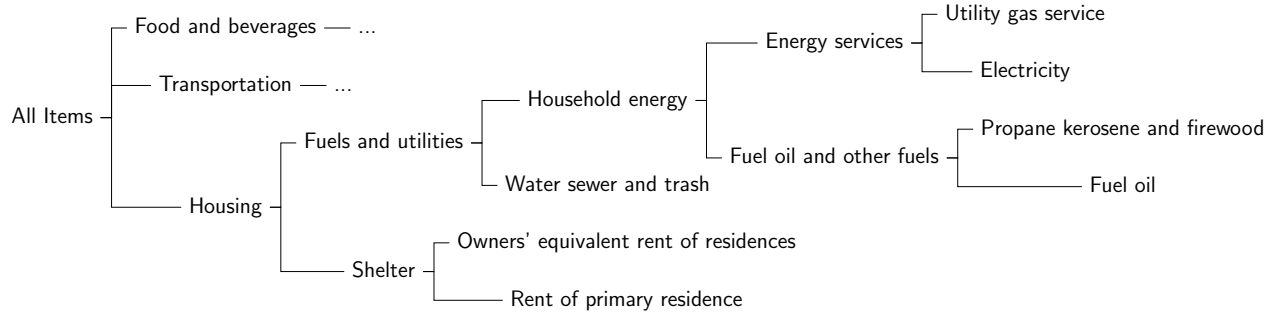 Food and beverages
...
Transportation
...
All Items
Housing
Fuels and utilities
Household energy
Energy services
Utility gas service
Electricity
Fuel oil and other fuels
Propane kerosene and firewood
Fuel oil
Water sewer and trash
Shelter
Owners' equivalent rent of residences
Rent of primary residence